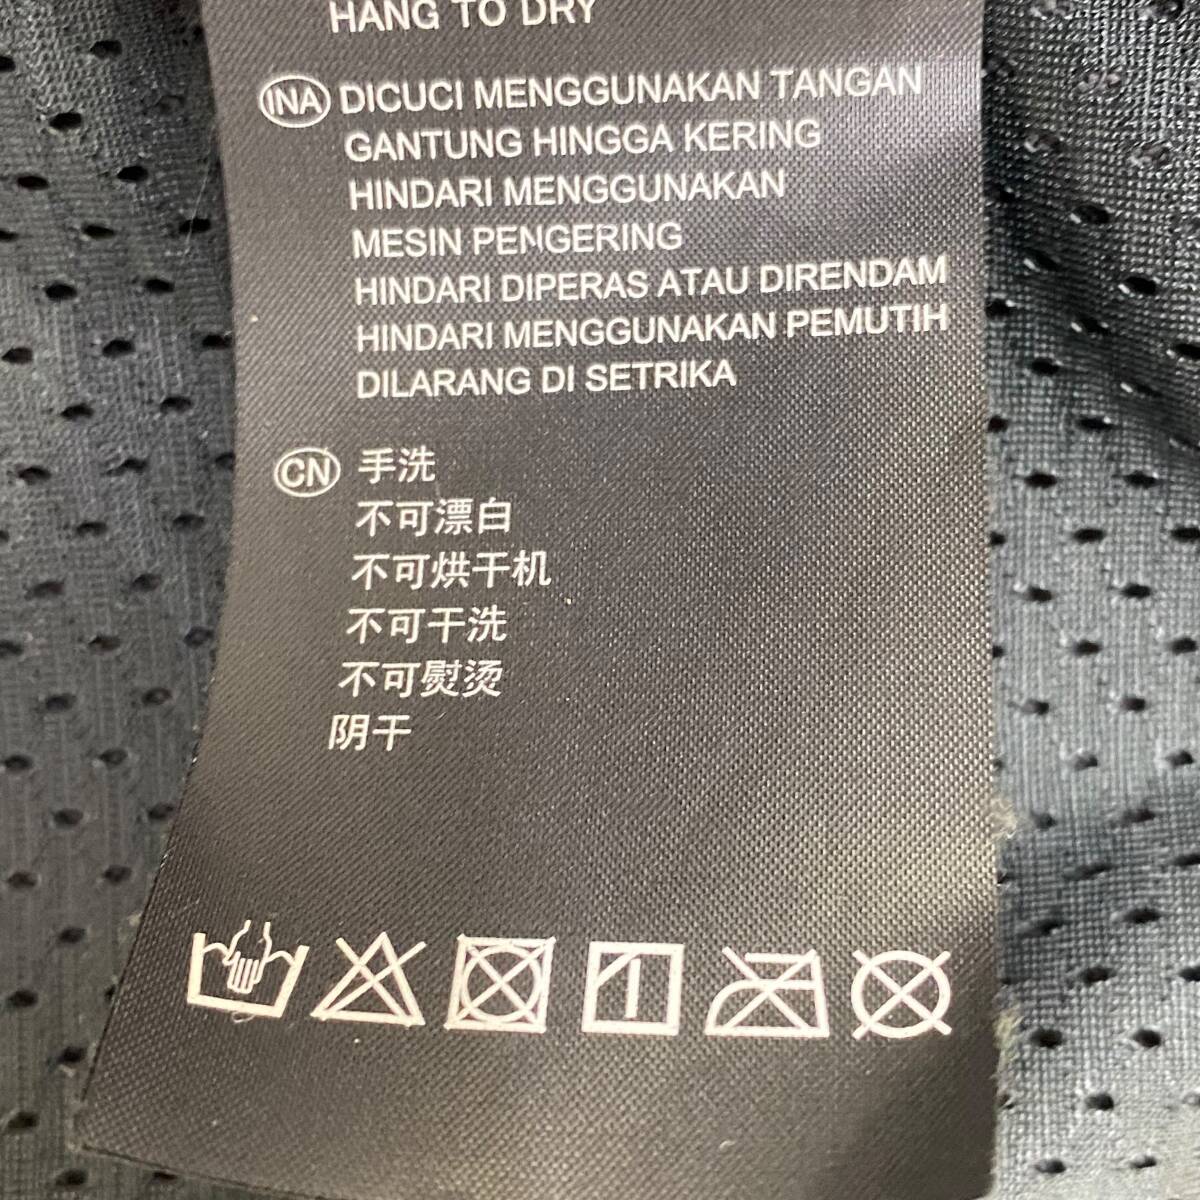 HANG TO DRY
INA DICUCI MENGGUNAKAN TANGAN
GANTUNG HINGGA KERING
HINDARI MENGGUNAKAN
MESIN PENGERING
HINDARI DIPERAS ATAU DIRENDAM
HINDARI MENGGUNAKAN PEMUTIH
DILARANG DI SETRIKA
CN 手洗
不可漂白
不可烘干机
不可干洗
不可熨烫
阴干